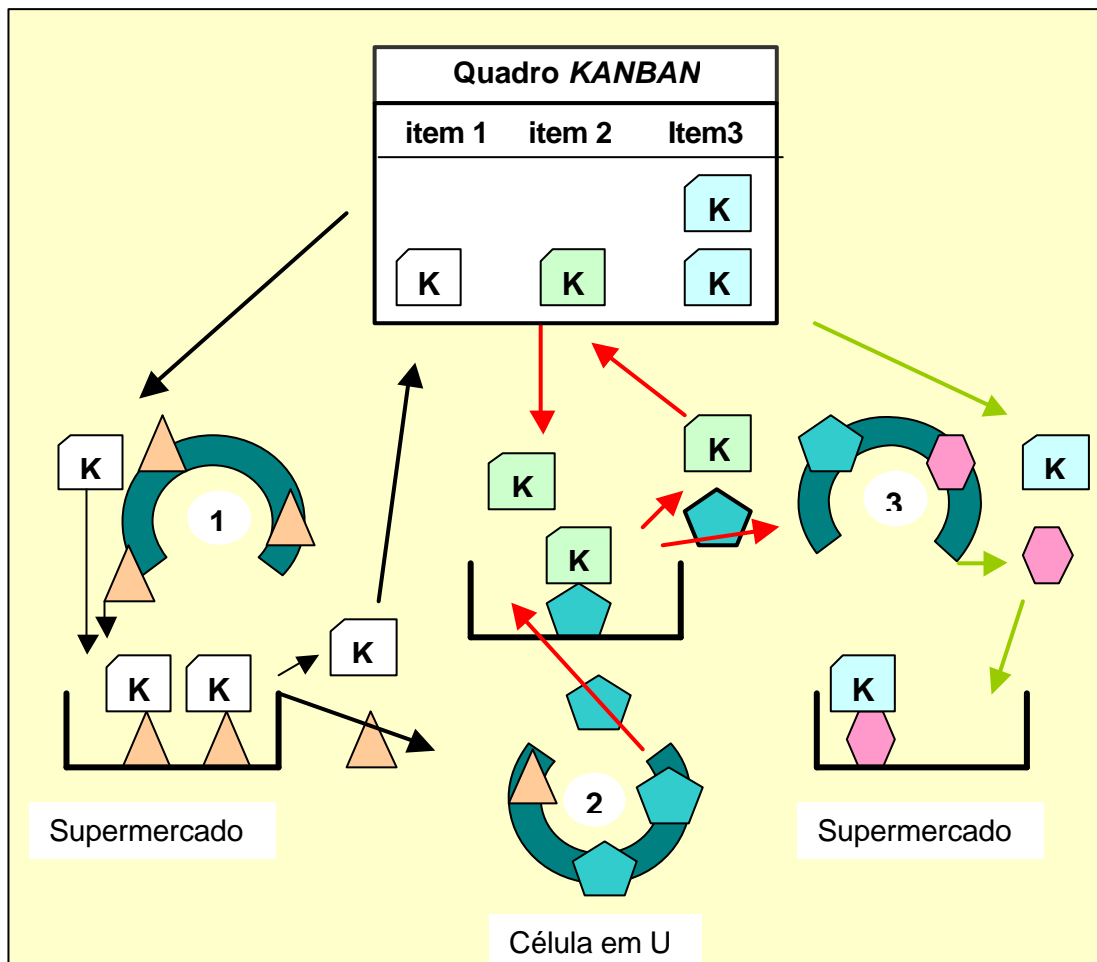 Quadro KANBAN
item 1 item 2 Item3
K
K K K
K
K
K
K
K
1
3
K
K K
K
K
2
Supermercado
Supermercado
Célula em U